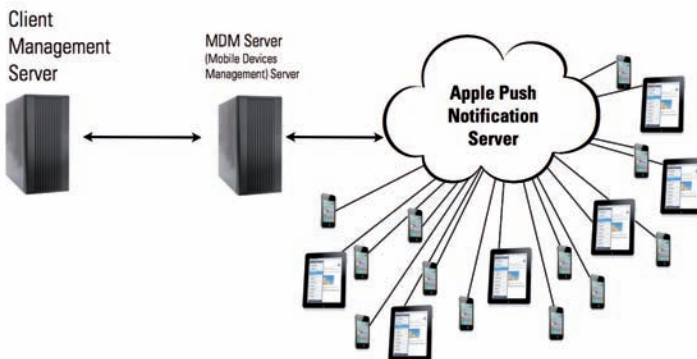 Client
Management
Server
MDM Server
(Mobile Devices
Management) Server
Apple Push
Notification
Server